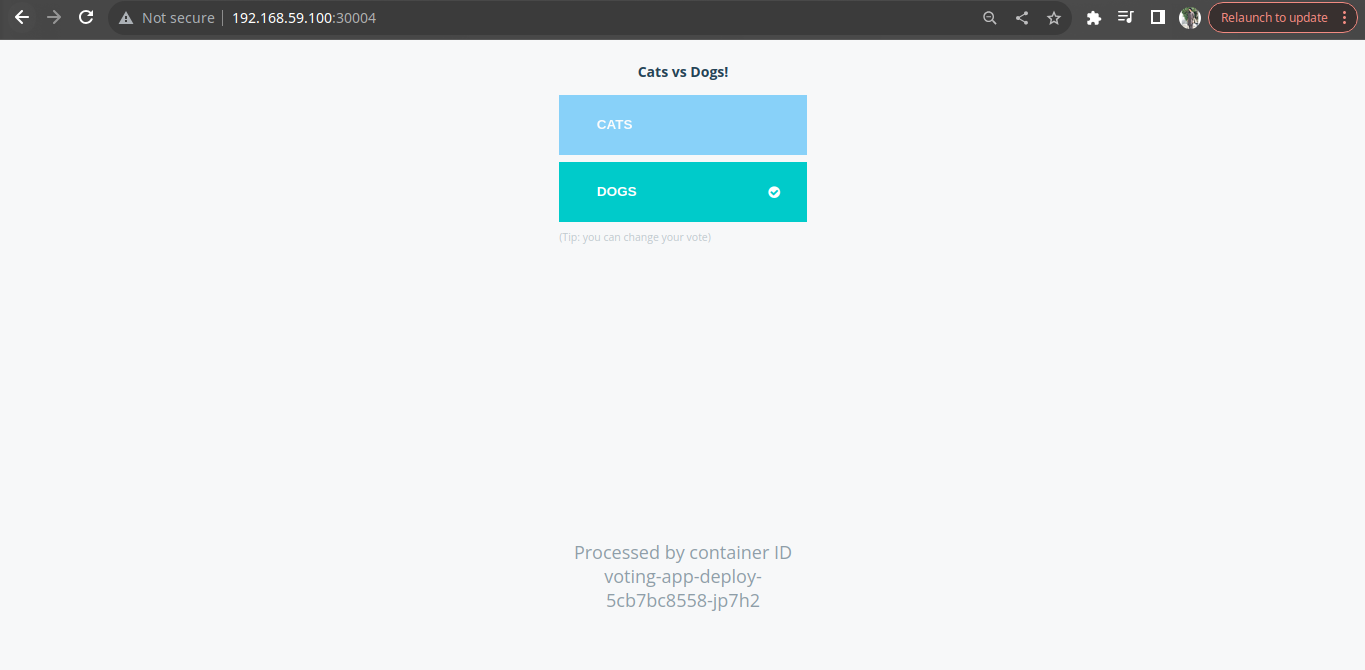 Not secure 192.168.59.100:30004 Relaunch to update
Cats vs Dogs!
CATS
DOGS
(Tip: you can change your vote)
Processed by container ID
voting-app-deploy-
5cb7bc8558-jp7h2